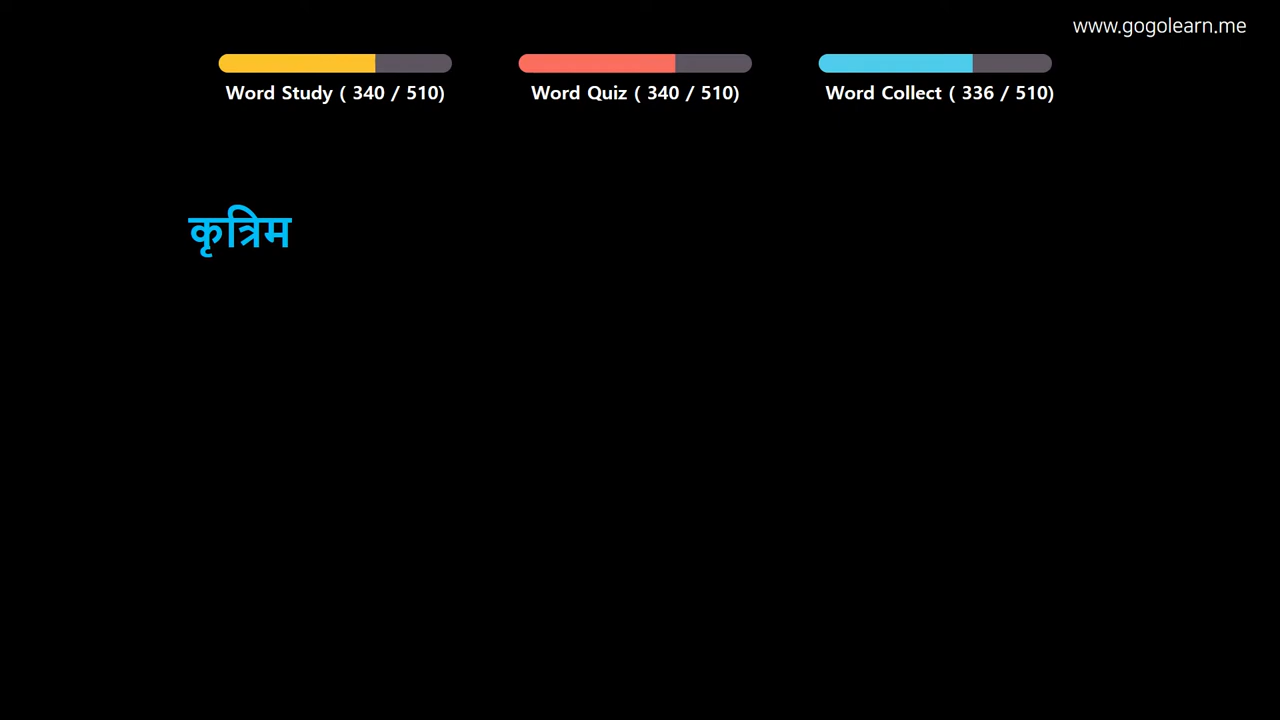 www.gogolearn.me
Word Study ( 340 / 510)
Word Quiz ( 340 / 510)
Word Collect ( 336 / 510)
कृत्रिम